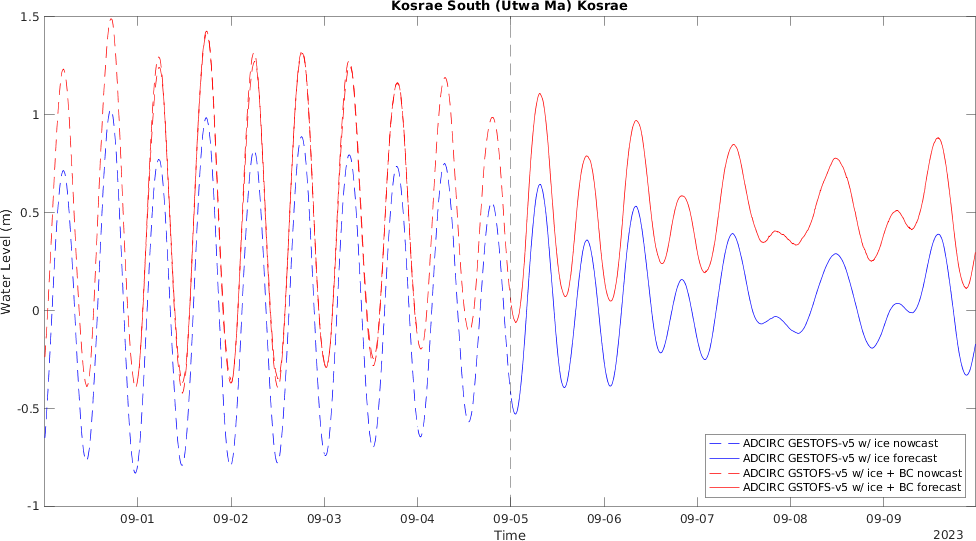 Kosrae South (Utwa Ma) Kosrae
1.5
1
0.5
0
-0.5
-1
Water Level (m)
09-01 09-02 09-03 09-04 09-05 09-06 09-07 09-08 09-09
Time
2023
ADCIRC GESTOFS-v5 w/ ice nowcast
ADCIRC GESTOFS-v5 w/ ice forecast
ADCIRC GSTOFS-v5 w/ ice + BC nowcast
ADCIRC GSTOFS-v5 w/ ice + BC forecast